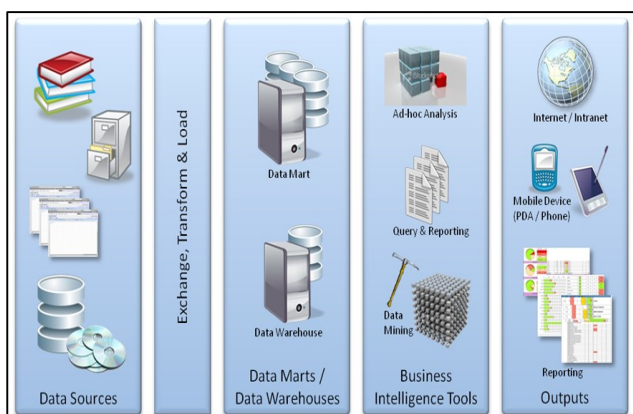 Data Sources
Exchange, Transform & Load
Data Mart
Data Warehouse
Data Marts /
Data Warehouses
Ad-hoc Analysis
Query & Reporting
Data
Mining
Business
Intelligence Tools
Internet / Intranet
Mobile Device
(PDA / Phone)
Reporting
Outputs